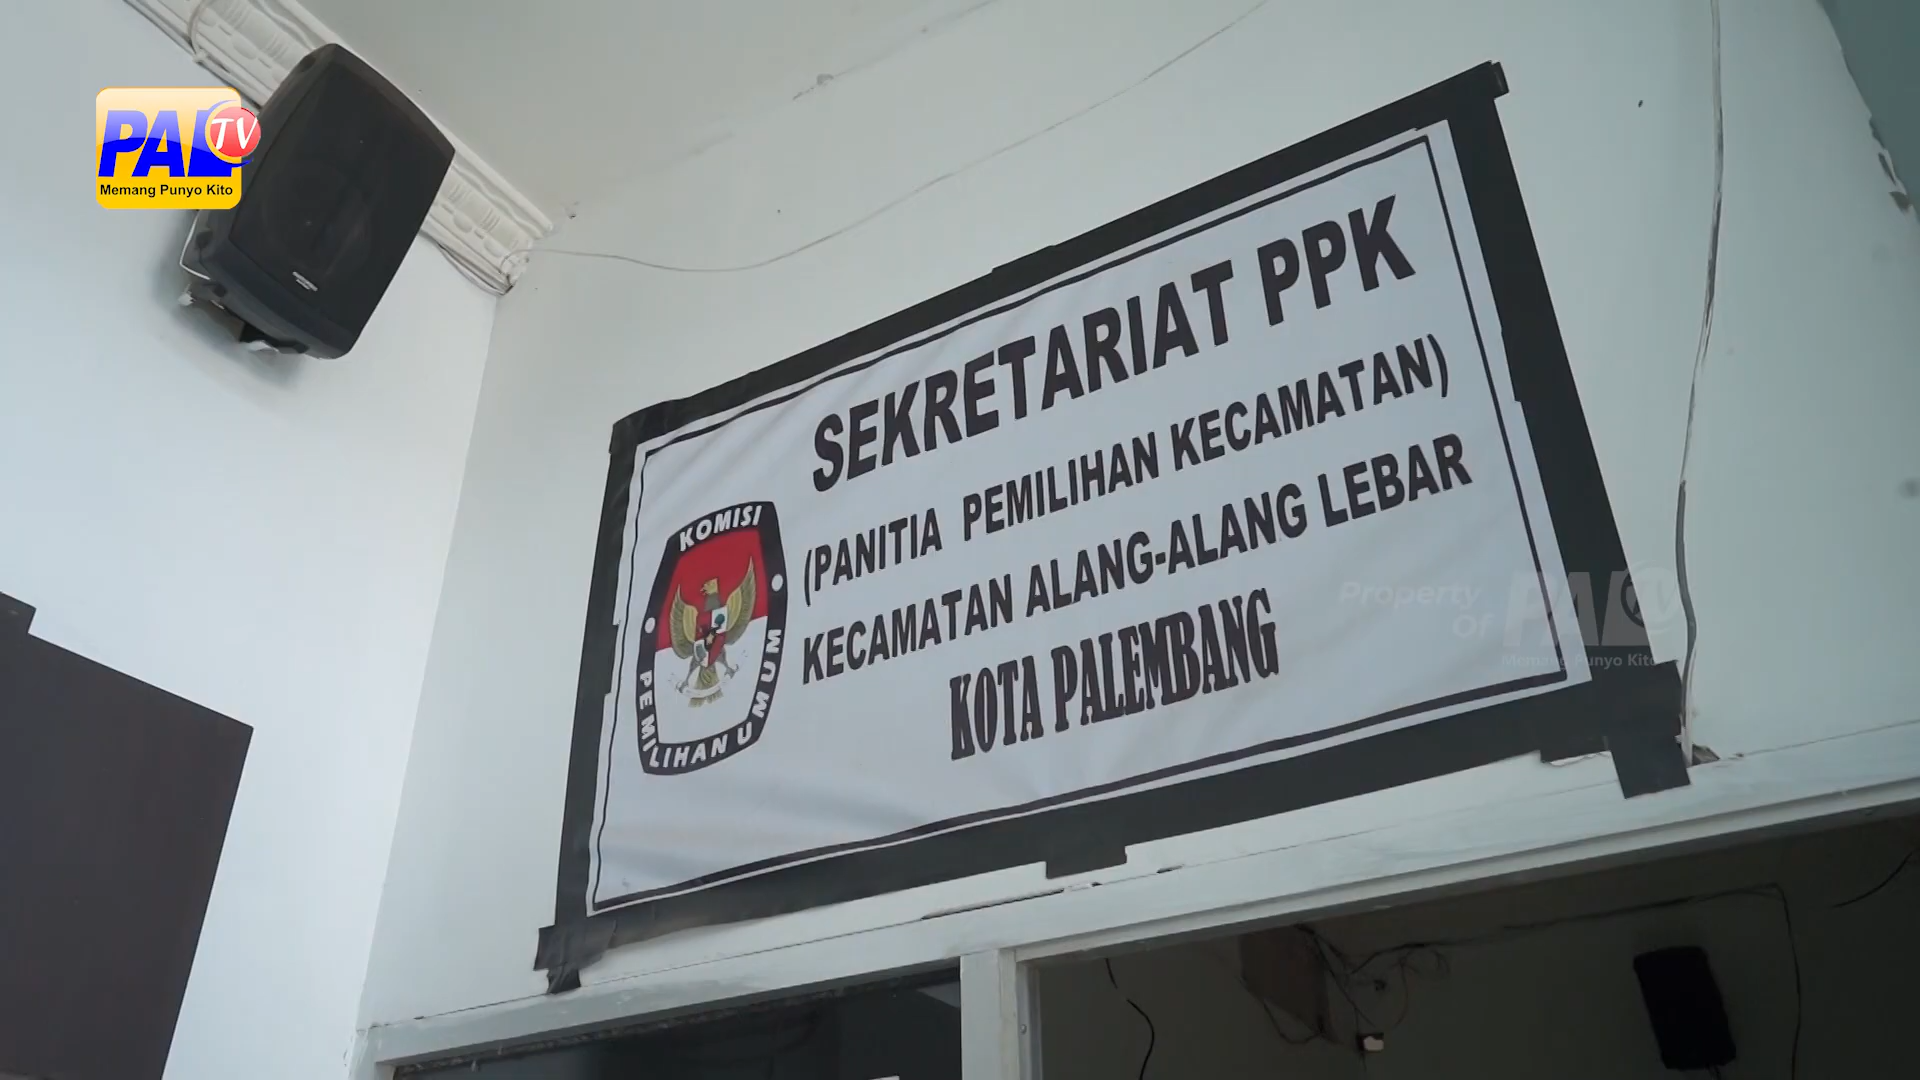 PAL TV
Memang Punyo Kito
SEKRETARIAT PPK
(PANITIA PEMILIHAN KECAMATAN)
KECAMATAN ALANG-ALANG LEBAR
KOTA PALEMBANG
KOMISI
PEMILIHAN UMUM
Property
Of PAL TV
Memang Punyo Kito